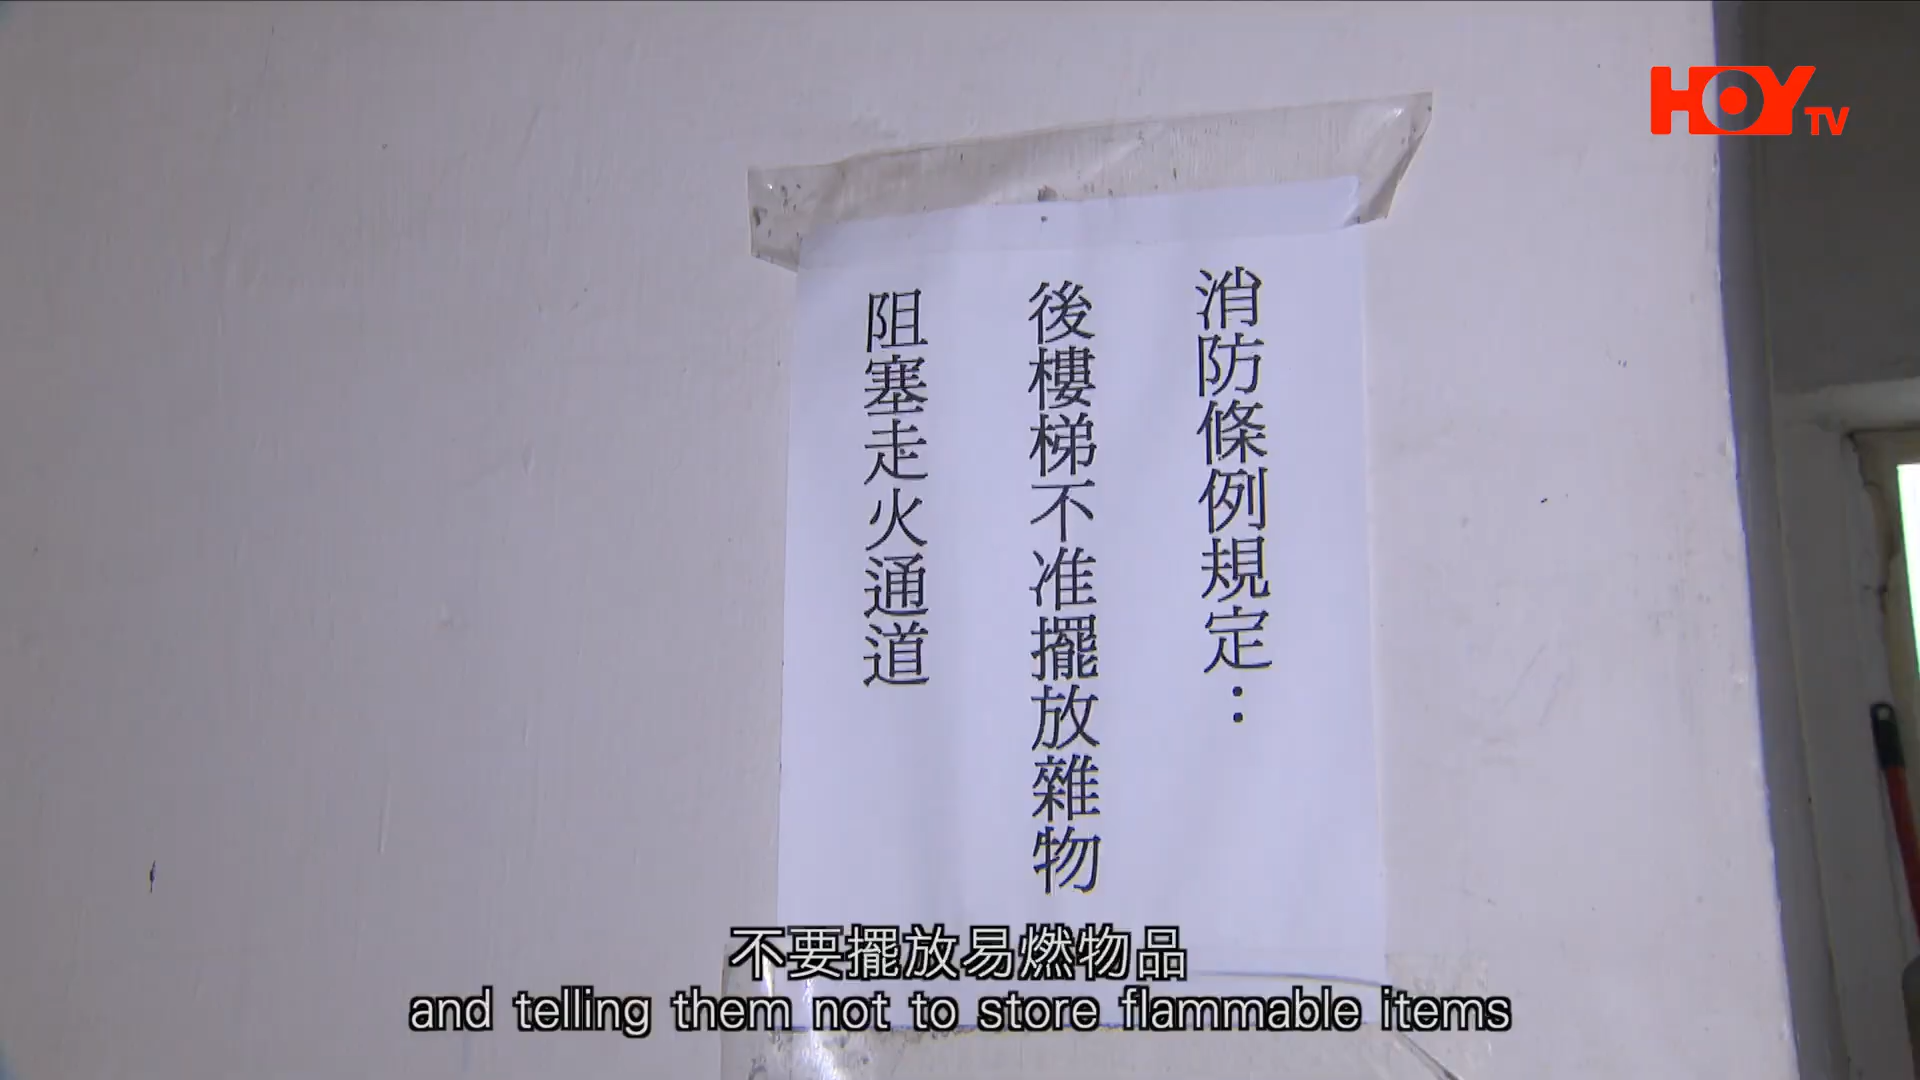 HOY TV
消防條例規定：
後樓梯不准擺放雜物
阻塞走火通道
不要擺放易燃物品
and telling them not to store flammable items